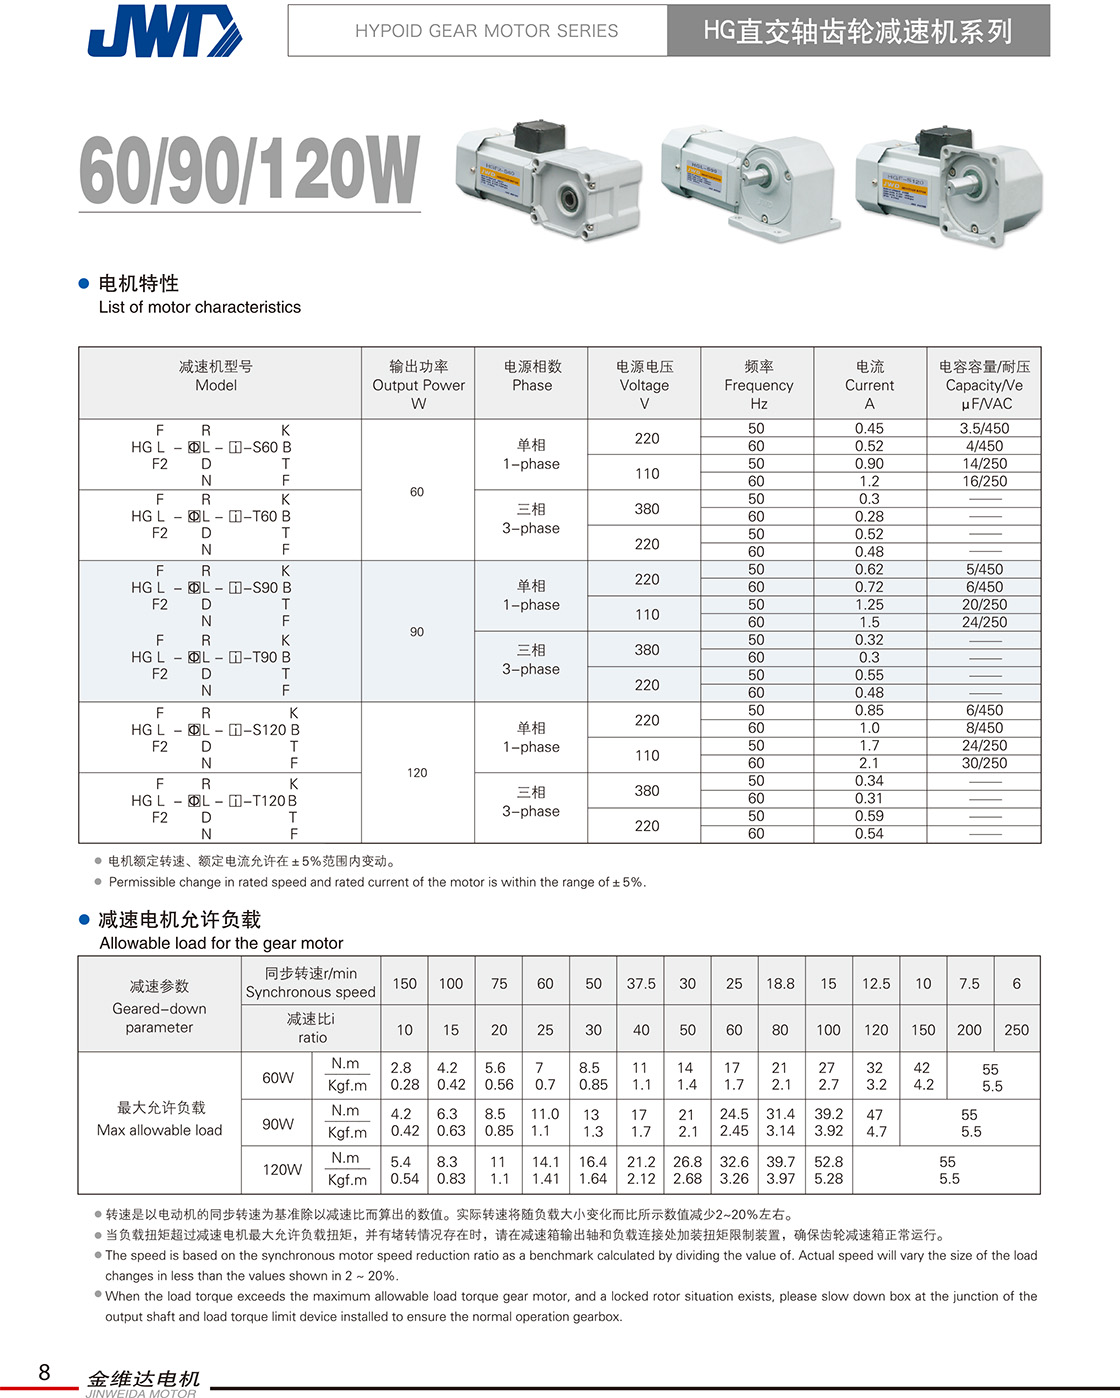 JWD
HYPOID GEAR MOTOR SERIES
HG直交轴齿轮减速机系列
60/90/120W
电机特性
List of motor characteristics
减速机型号 输出功率 电源相数 电源电压 频率 电流 电容容量/耐压
Model Output Power Phase Voltage Frequency Current Capacity/Ve
W V Hz A μF/VAC
F R K
HG L - Φ L - i -S60 B
F2 D T
N F
60
单相
1-phase
220 50 0.45 3.5/450
60 0.52 4/450
110 50 0.90 14/250
60 1.2 16/250
F R K
HG L - Φ L - i -T60 B
F2 D T
N F
三相
3-phase
380 50 0.3 ——
60 0.28 ——
220 50 0.52 ——
60 0.48 ——
F R K
HG L - Φ L - i -S90 B
F2 D T
N F
90
单相
1-phase
220 50 0.62 5/450
60 0.72 6/450
110 50 1.25 20/250
60 1.5 24/250
F R K
HG L - Φ L - i -T90 B
F2 D T
N F
三相
3-phase
380 50 0.32 ——
60 0.3 ——
220 50 0.55 ——
60 0.48 ——
F R K
HG L - Φ L - i -S120 B
F2 D T
N F
120
单相
1-phase
220 50 0.85 6/450
60 1.0 8/450
110 50 1.7 24/250
60 2.1 30/250
F R K
HG L - Φ L - i -T120 B
F2 D T
N F
三相
3-phase
380 50 0.34 ——
60 0.31 ——
220 50 0.59 ——
60 0.54 ——
电机额定转速、额定电流允许在±5%范围内变动。
Permissible change in rated speed and rated current of the motor is within the range of±5%.
减速电机允许负载
Allowable load for the gear motor
减速参数
Geared-down
parameter
同步转速r/min
Synchronous speed
150 100 75 60 50 37.5 30 25 18.8 15 12.5 10 7.5 6
减速比i
ratio
10 15 20 25 30 40 50 60 80 100 120 150 200 250
最大允许负载
Max allowable load
60W
N.m 2.8 4.2 5.6 7 8.5 11 14 17 21 27 32 42 55
Kgf.m 0.28 0.42 0.56 0.7 0.85 1.1 1.4 1.7 2.1 2.7 3.2 4.2 5.5
90W
N.m 4.2 6.3 8.5 11.0 13 17 21 24.5 31.4 39.2 47 55
Kgf.m 0.42 0.63 0.85 1.1 1.3 1.7 2.1 2.45 3.14 3.92 4.7 5.5
120W
N.m 5.4 8.3 11 14.1 16.4 21.2 26.8 32.6 39.7 52.8 55
Kgf.m 0.54 0.83 1.1 1.41 1.64 2.12 2.68 3.26 3.97 5.28 5.5
转速是以电动机的同步转速为基准除以减速比而算出的数值。实际转速将随负载大小变化而比所示数值减少2~20%左右。
当负载扭矩超过减速电机最大允许负载扭矩，并有堵转情况存在时，请在减速箱输出轴和负载连接处加装扭矩限制装置，确保齿轮减速箱正常运行。
The speed is based on the synchronous motor speed reduction ratio as a benchmark calculated by dividing the value of. Actual speed will vary the size of the load
changes in less than the values shown in 2 ~ 20%.
When the load torque exceeds the maximum allowable load torque gear motor, and a locked rotor situation exists, please slow down box at the junction of the
output shaft and load torque limit device installed to ensure the normal operation gearbox.
8
金维达电机
JINWEIDA MOTOR